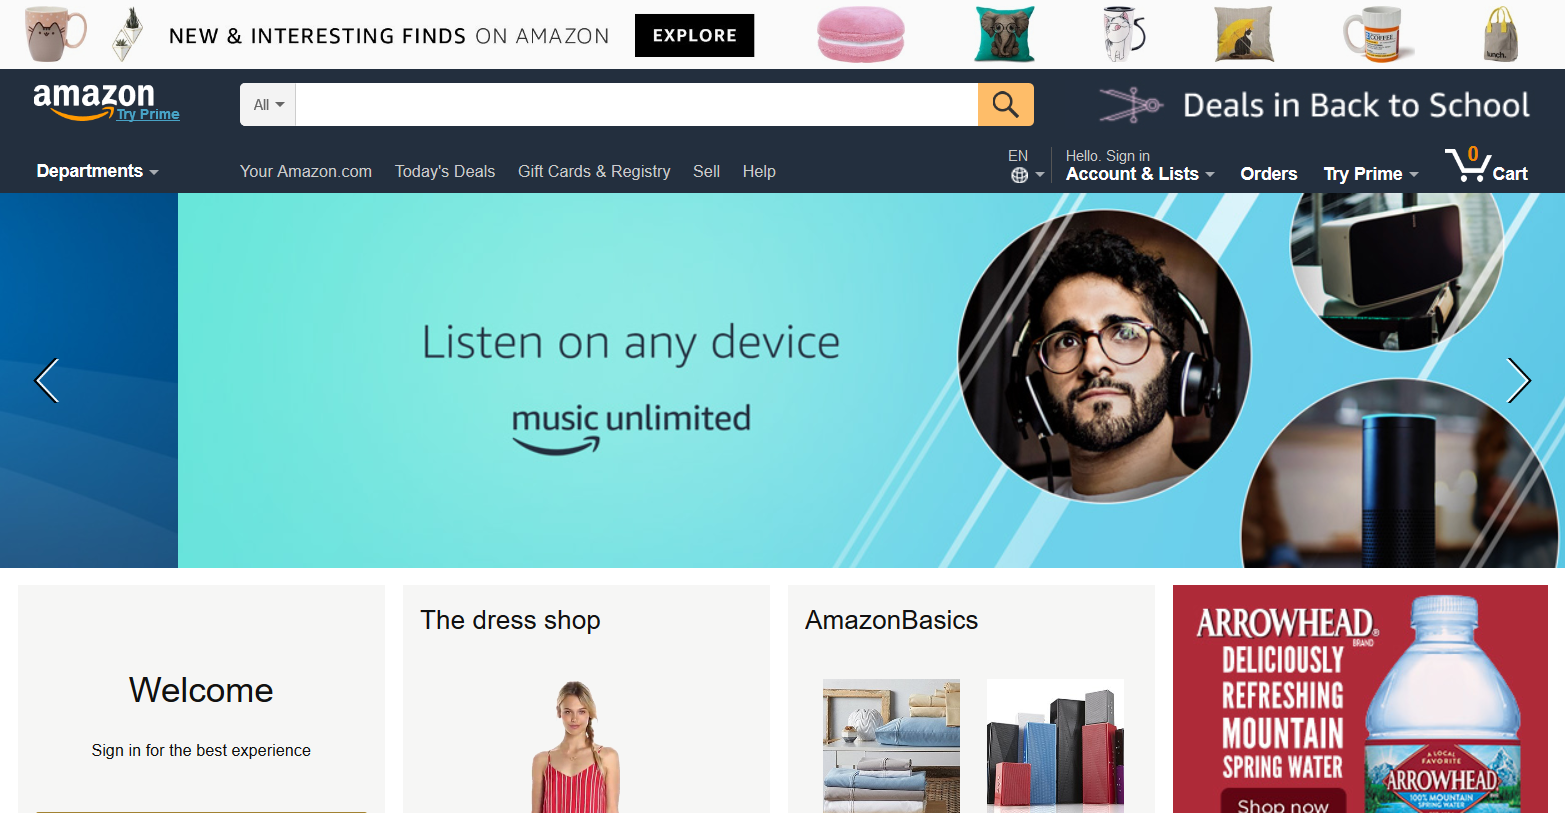 NEW & INTERESTING FINDS ON AMAZON
EXPLORE
COFFEE
lunch.
amazon
Try Prime
All
Deals in Back to School
Departments
Your Amazon.com
Today's Deals
Gift Cards & Registry
Sell
Help
EN
Hello. Sign in
Account & Lists
Orders
Try Prime
0
Cart
Listen on any device
music unlimited
Welcome
Sign in for the best experience
The dress shop
AmazonBasics
ARROWHEAD®
BRAND
DELICIOUSLY
REFRESHING
MOUNTAIN
SPRING WATER
Shop now
A LOCAL
FAVORITE
ARROWHEAD
100% MOUNTAIN
SPRING WATER